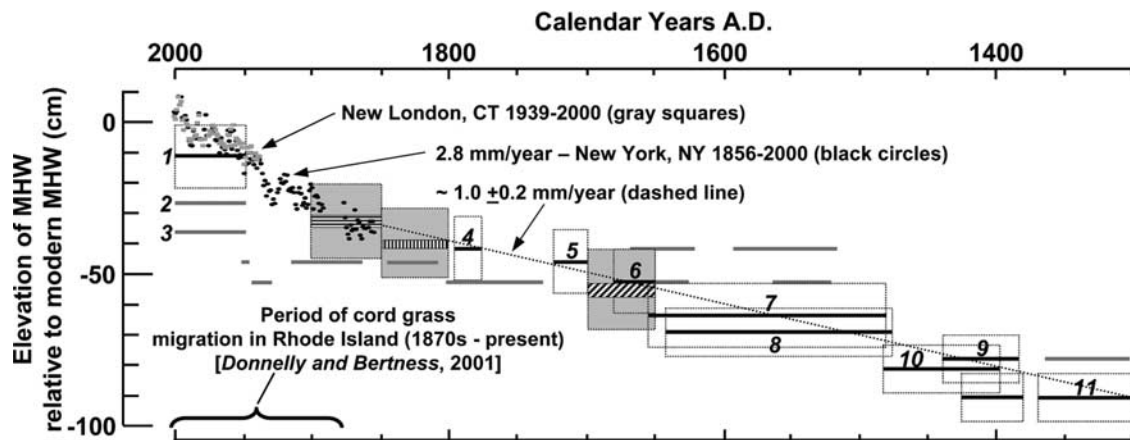 Calendar Years A.D.
2000 1800 1600 1400
Elevation of MHW
relative to modern MHW (cm)
0
-50
-100
New London, CT 1939-2000 (gray squares)
2.8 mm/year – New York, NY 1856-2000 (black circles)
~ 1.0 ±0.2 mm/year (dashed line)
1
2
3
4
5
6
7
8
9
10
11
Period of cord grass
migration in Rhode Island (1870s - present)
[Donnelly and Bertness, 2001]